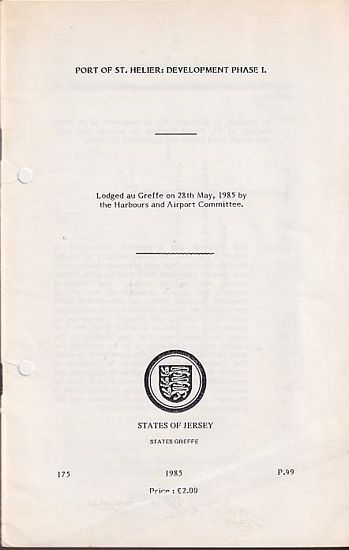 PORT OF ST. HELIER: DEVELOPMENT PHASE I.
Lodged au Greffe on 28th May, 1985 by
the Harbours and Airport Committee.
STATES OF JERSEY
STATES GREFFE
175 1985 P.49
Price : £2.00